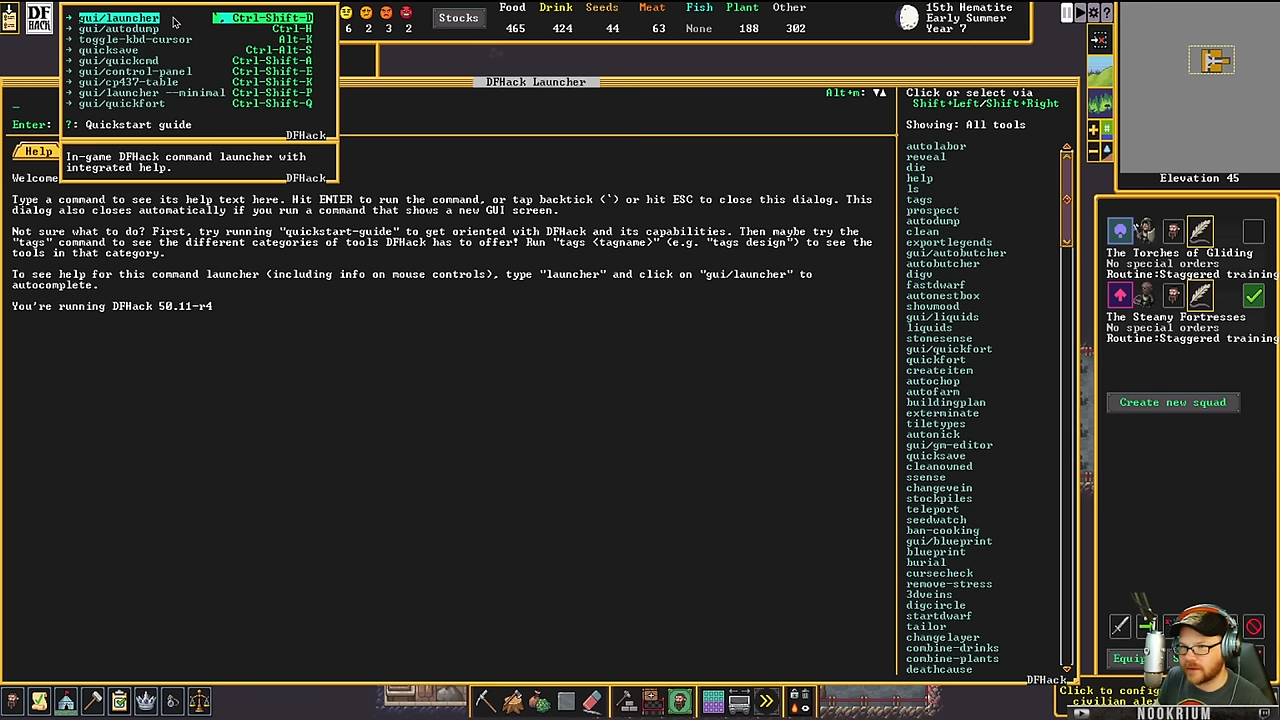 gui/launcher `, Ctrl-Shift-D
gui/autodump Ctrl-H
toggle-kbd-cursor Alt-K
quicksave Ctrl-Alt-S
gui/quickcmd Ctrl-Shift-A
gui/control-panel Ctrl-Shift-E
gui/cp437-table Ctrl-Shift-K
gui/launcher --minimal Ctrl-Shift-P
gui/quickfort Ctrl-Shift-Q
?: Quickstart guide
DFHack
In-game DFHack command launcher with
integrated help.
DFHack
DF
HACK
6 2 3 2
Stocks
Food Drink Seeds Meat Fish Plant Other
465 424 44 63 None 188 302
15th Hematite
Early Summer
Year 7
Elevation 45
DFHack Launcher
Alt+m:
_
Enter:
Help
Type a command to see its help text here. Hit ENTER to run the command, or tap backtick (`) or hit ESC to close this dialog. This
dialog also closes automatically if you run a command that shows a new GUI screen.
Not sure what to do? First, try running "quickstart-guide" to get oriented with DFHack and its capabilities. Then maybe try the
"tags" command to see the different categories of tools DFHack has to offer! Run "tags <tagname>" (e.g. "tags design") to see the
tools in that category.
To see help for this command launcher (including info on mouse controls), type "launcher" and click on "gui/launcher" to
autocomplete.
You're running DFHack 50.11-r4
Click or select via
Shift+Left/Shift+Right
Showing: All tools
autolabor
reveal
die
help
ls
tags
prospect
autodump
clean
exportlegends
gui/autobutcher
autobutcher
digv
fastdwarf
autonestbox
showmood
gui/liquids
liquids
stonesense
gui/quickfort
quickfort
createitem
autochop
autofarm
buildingplan
exterminate
tiletypes
autonick
gui/gm-editor
quicksave
cleanowned
ssense
changevein
stockpiles
teleport
seedwatch
ban-cooking
gui/blueprint
blueprint
burial
cursecheck
remove-stress
3dveins
digcircle
startdwarf
tailor
changelayer
combine-drinks
combine-plants
deathcause
DFHack
The Torches of Gliding
No special orders
Routine:Staggered training
The Steamy Fortresses
No special orders
Routine:Staggered training
Create new squad
Click to
civilian
NOOKRIUM